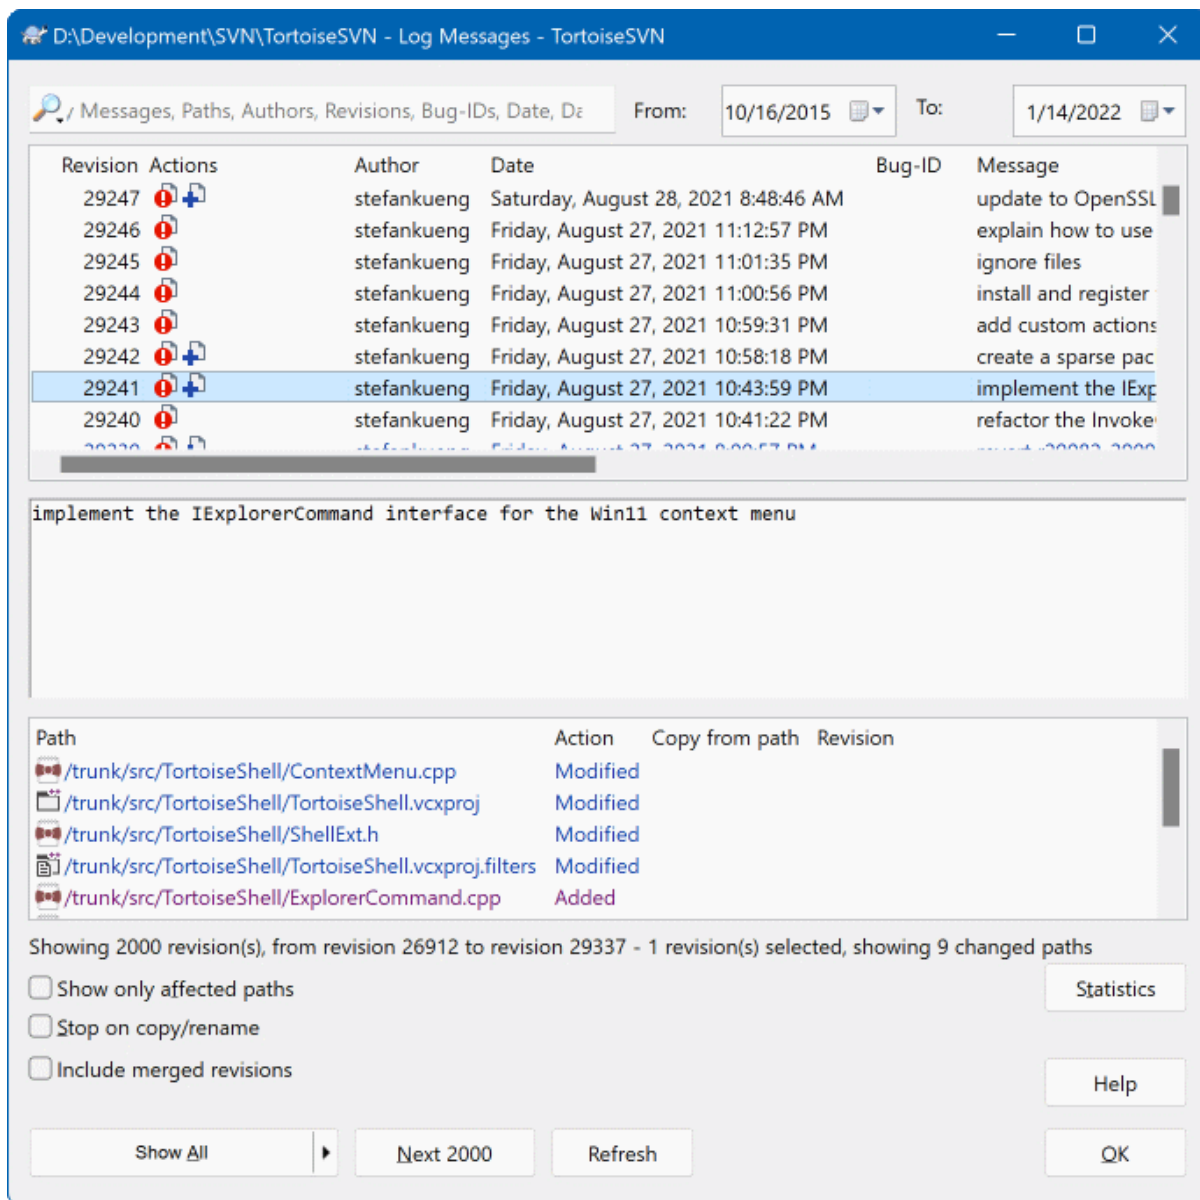 D:\Development\SVN\TortoiseSVN - Log Messages - TortoiseSVN
Messages, Paths, Authors, Revisions, Bug-IDs, Date, Da From: 10/16/2015 To: 1/14/2022
Revision Actions Author Date Bug-ID Message
29247 stefankueng Saturday, August 28, 2021 8:48:46 AM update to OpenSSL
29246 stefankueng Friday, August 27, 2021 11:12:57 PM explain how to use
29245 stefankueng Friday, August 27, 2021 11:01:35 PM ignore files
29244 stefankueng Friday, August 27, 2021 11:00:56 PM install and register
29243 stefankueng Friday, August 27, 2021 10:59:31 PM add custom actions
29242 stefankueng Friday, August 27, 2021 10:58:18 PM create a sparse pac
29241 stefankueng Friday, August 27, 2021 10:43:59 PM implement the IExp
29240 stefankueng Friday, August 27, 2021 10:41:22 PM refactor the Invoke
implement the IExplorerCommand interface for the Win11 context menu
Path Action Copy from path Revision
/trunk/src/TortoiseShell/ContextMenu.cpp Modified
/trunk/src/TortoiseShell/TortoiseShell.vcxproj Modified
/trunk/src/TortoiseShell/ShellExt.h Modified
/trunk/src/TortoiseShell/TortoiseShell.vcxproj.filters Modified
/trunk/src/TortoiseShell/ExplorerCommand.cpp Added
Showing 2000 revision(s), from revision 26912 to revision 29337 - 1 revision(s) selected, showing 9 changed paths
Show only affected paths Statistics
Stop on copy/rename
Include merged revisions Help
Show All Next 2000 Refresh OK